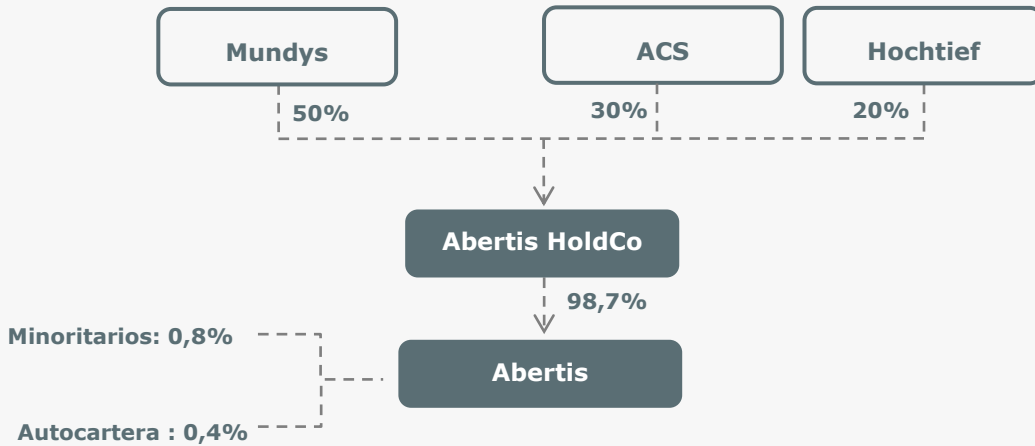 Mundys
ACS
Hochtief
50%
30%
20%
Abertis HoldCo
98,7%
Minoritarios: 0,8%
Abertis
Autocartera : 0,4%